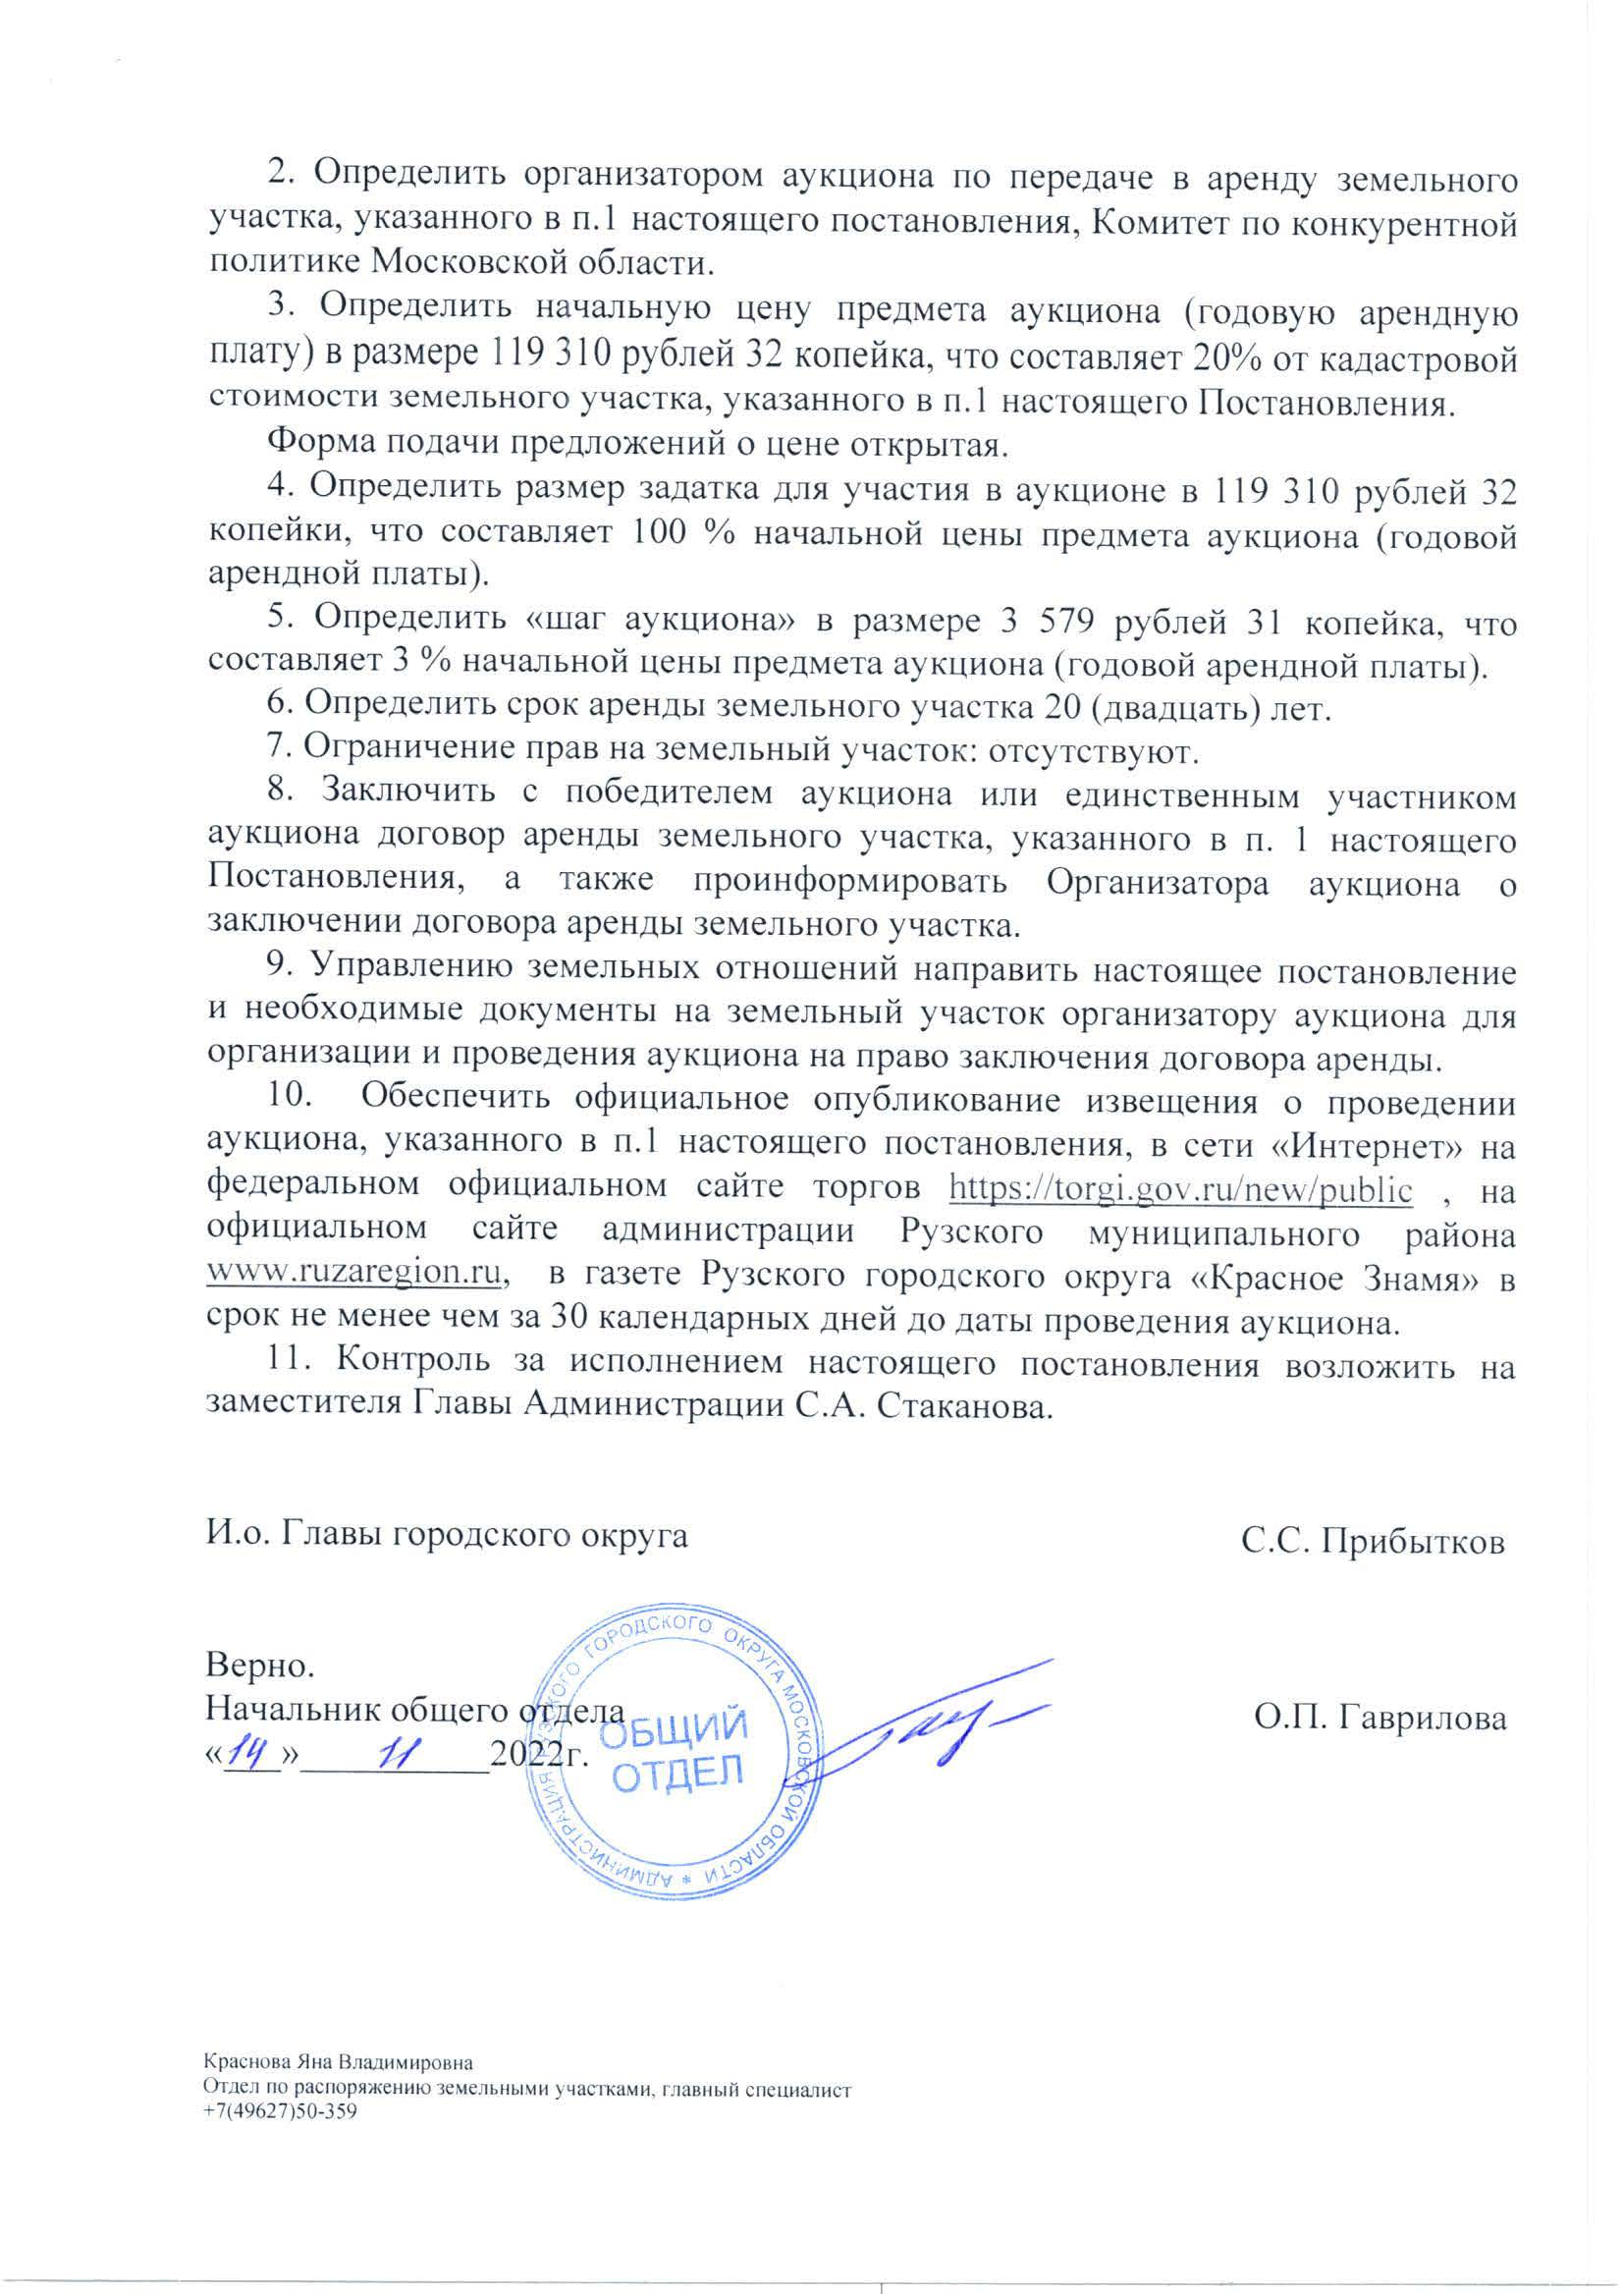 2. Определить организатором аукциона по передаче в аренду земельного
участка, указанного в п.1 настоящего постановления, Комитет по конкурентной
политике Московской области.
3. Определить начальную цену предмета аукциона (годовую арендную
плату) в размере 119 310 рублей 32 копейка, что составляет 20% от кадастровой
стоимости земельного участка, указанного в п.1 настоящего Постановления.
Форма подачи предложений о цене открытая.
4. Определить размер задатка для участия в аукционе в 119 310 рублей 32
копейки, что составляет 100 % начальной цены предмета аукциона (годовой
арендной платы).
5. Определить «шаг аукциона» в размере 3 579 рублей 31 копейка, что
составляет 3 % начальной цены предмета аукциона (годовой арендной платы).
6. Определить срок аренды земельного участка 20 (двадцать) лет.
7. Ограничение прав на земельный участок: отсутствуют.
8. Заключить с победителем аукциона или единственным участником
аукциона договор аренды земельного участка, указанного в п. 1 настоящего
Постановления, а также проинформировать Организатора аукциона о
заключении договора аренды земельного участка.
9. Управлению земельных отношений направить настоящее постановление
и необходимые документы на земельный участок организатору аукциона для
организации и проведения аукциона на право заключения договора аренды.
10. Обеспечить официальное опубликование извещения о проведении
аукциона, указанного в п.1 настоящего постановления, в сети «Интернет» на
федеральном официальном сайте торгов https://torgi.gov.ru/new/public , на
официальном сайте администрации Рузского муниципального района
www.ruzaregion.ru, в газете Рузского городского округа «Красное Знамя» в
срок не менее чем за 30 календарных дней до даты проведения аукциона.
11. Контроль за исполнением настоящего постановления возложить на
заместителя Главы Администрации С.А. Стаканова.
И.о. Главы городского округа С.С. Прибытков
Верно.
Начальник общего отдела О.П. Гаврилова
«14» 11 2022г.
АДМИНИСТРАЦИЯ РУЗСКОГО ГОРОДСКОГО ОКРУГА МОСКОВСКОЙ ОБЛАСТИ *
ОБЩИЙ
ОТДЕЛ
Краснова Яна Владимировна
Отдел по распоряжению земельными участками, главный специалист
+7(49627)50-359